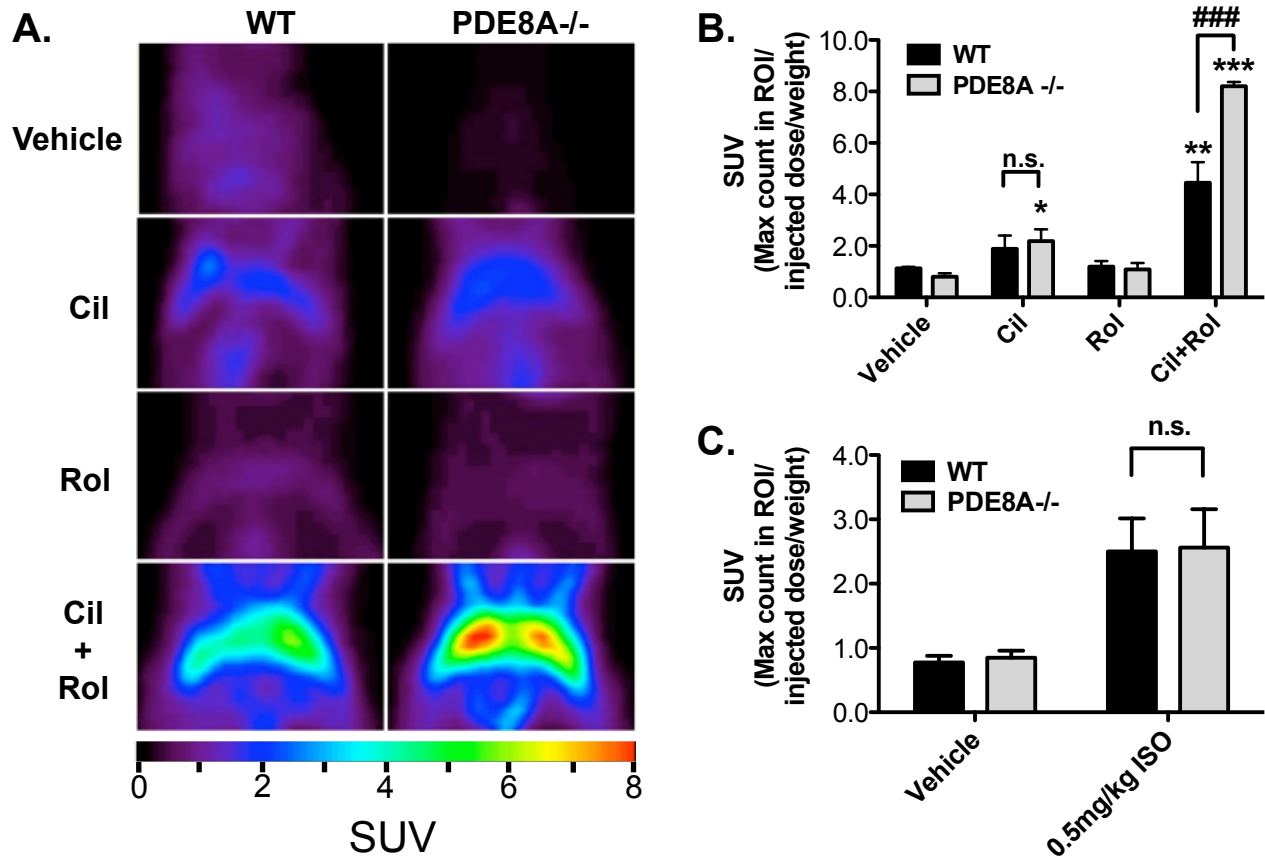 A.
WT PDE8A-/-
Vehicle
Cil
Rol
Cil
+
Rol
0 2 4 6 8
SUV
B.
SUV
(Max count in ROI/
injected dose/weight)
10.0
8.0
6.0
4.0
2.0
0.0
WT
PDE8A -/-
n.s.
*
**
###
***
Vehicle
Cil
Rol
Cil+Rol
C.
SUV
(Max count in ROI/
injected dose/weight)
4.0
3.0
2.0
1.0
0.0
WT
PDE8A-/-
n.s.
Vehicle
0.5mg/kg ISO